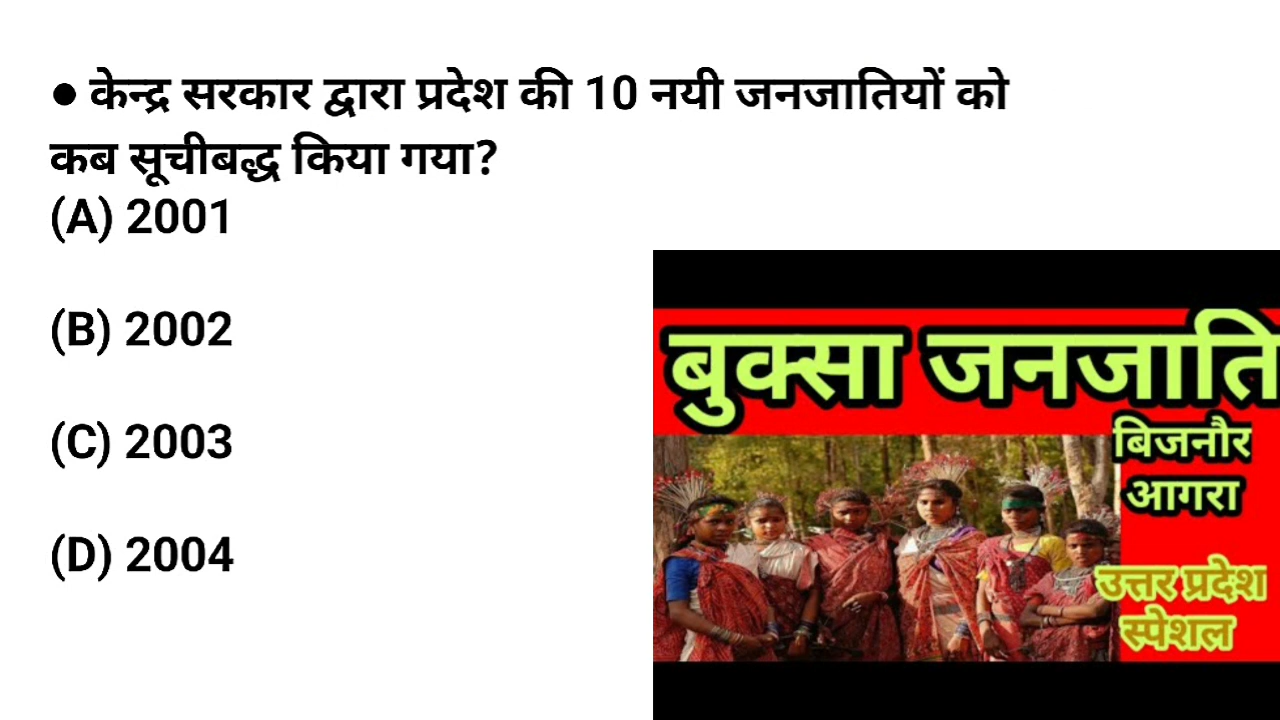 ● केन्द्र सरकार द्वारा प्रदेश की 10 नयी जनजातियों को
कब सूचीबद्ध किया गया?
(A) 2001
(B) 2002
(C) 2003
(D) 2004
बुक्सा जनजाति
बिजनौर
आगरा
उत्तर प्रदेश
स्पेशल